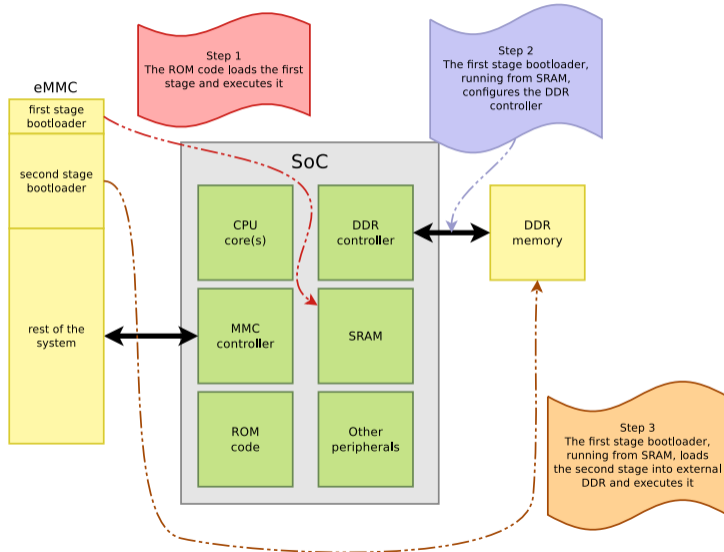 Step 1
The ROM code loads the first
stage and executes it
Step 2
The first stage bootloader,
running from SRAM,
configures the DDR
controller
eMMC
first stage
bootloader
second stage
bootloader
rest of the
system
SoC
CPU
core(s)
DDR
controller
DDR
memory
MMC
controller
SRAM
ROM
code
Other
peripherals
Step 3
The first stage bootloader,
running from SRAM, loads
the second stage into external
DDR and executes it